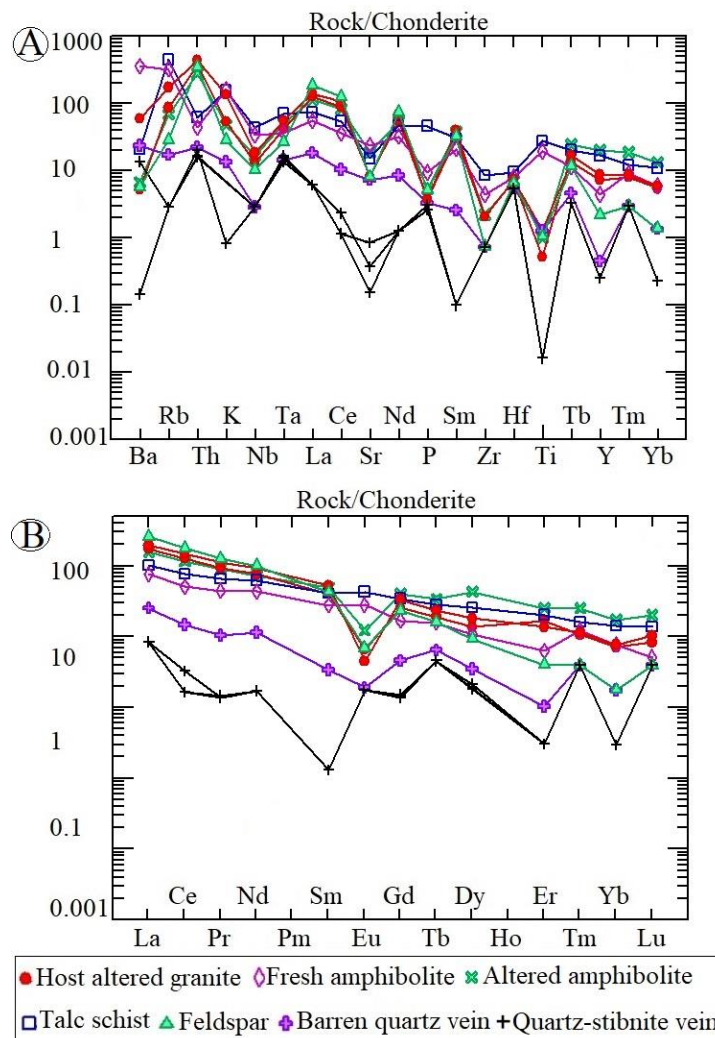 A
Rock/Chonderite
1000
100
10
1
0.1
0.01
0.001
Rb K Ta Ce Nd Sm Hf Tb Tm
Ba Th Nb La Sr P Zr Ti Y Yb
B
Rock/Chonderite
100
10
1
0.1
0.001
Ce Nd Sm Gd Dy Er Yb
La Pr Pm Eu Tb Ho Tm Lu
Host altered granite Fresh amphibolite Altered amphibolite
Talc schist Feldspar Barren quartz vein Quartz-stibnite vein